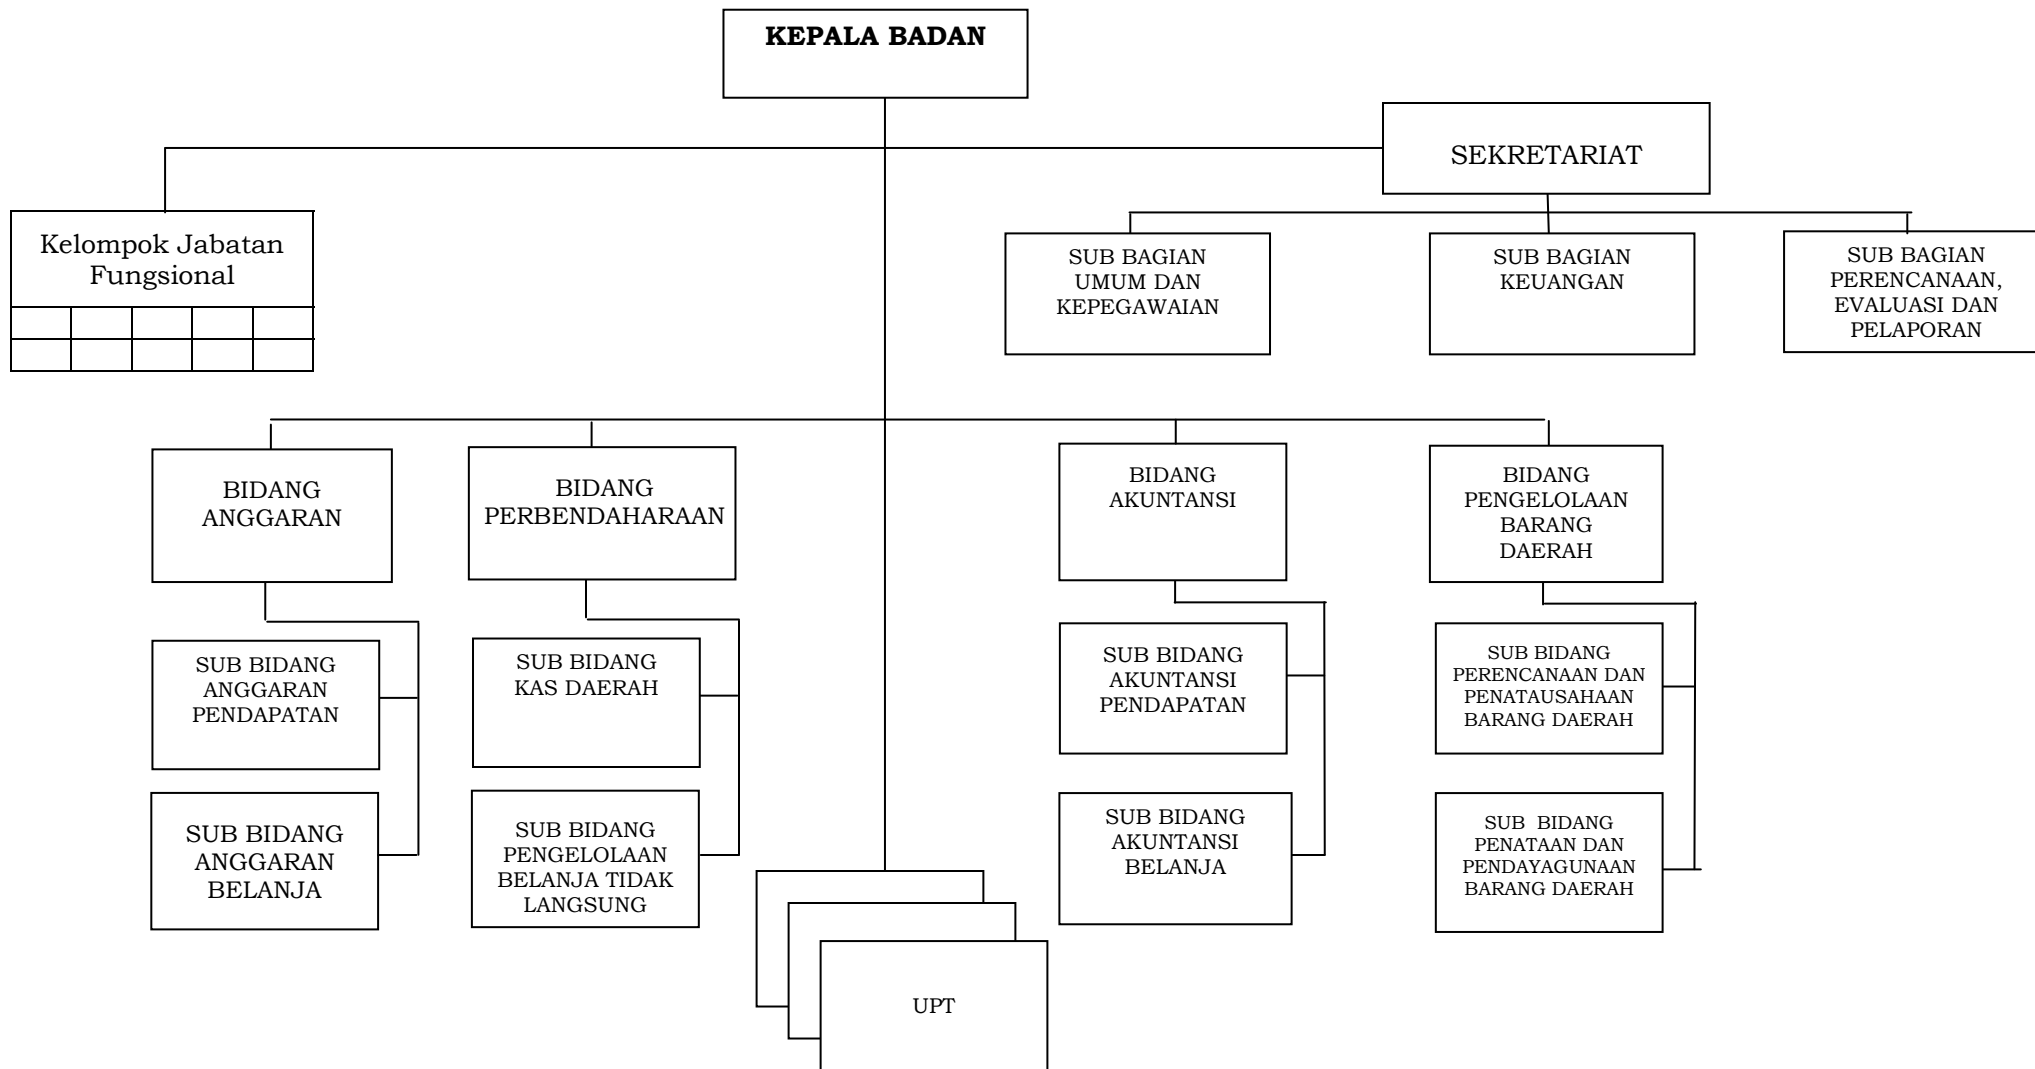 KEPALA BADAN
SEKRETARIAT
Kelompok Jabatan
Fungsional
SUB BAGIAN
UMUM DAN
KEPEGAWAIAN
SUB BAGIAN
KEUANGAN
SUB BAGIAN
PERENCANAAN,
EVALUASI DAN
PELAPORAN
BIDANG
ANGGARAN
BIDANG
PERBENDAHARAAN
BIDANG
AKUNTANSI
BIDANG
PENGELOLAAN
BARANG
DAERAH
SUB BIDANG
ANGGARAN
PENDAPATAN
SUB BIDANG
KAS DAERAH
SUB BIDANG
AKUNTANSI
PENDAPATAN
SUB BIDANG
PERENCANAAN DAN
PENATAUSAHAAN
BARANG DAERAH
SUB BIDANG
ANGGARAN
BELANJA
SUB BIDANG
PENGELOLAAN
BELANJA TIDAK
LANGSUNG
SUB BIDANG
AKUNTANSI
BELANJA
SUB  BIDANG
PENATAAN DAN
PENDAYAGUNAAN
BARANG DAERAH
UPT